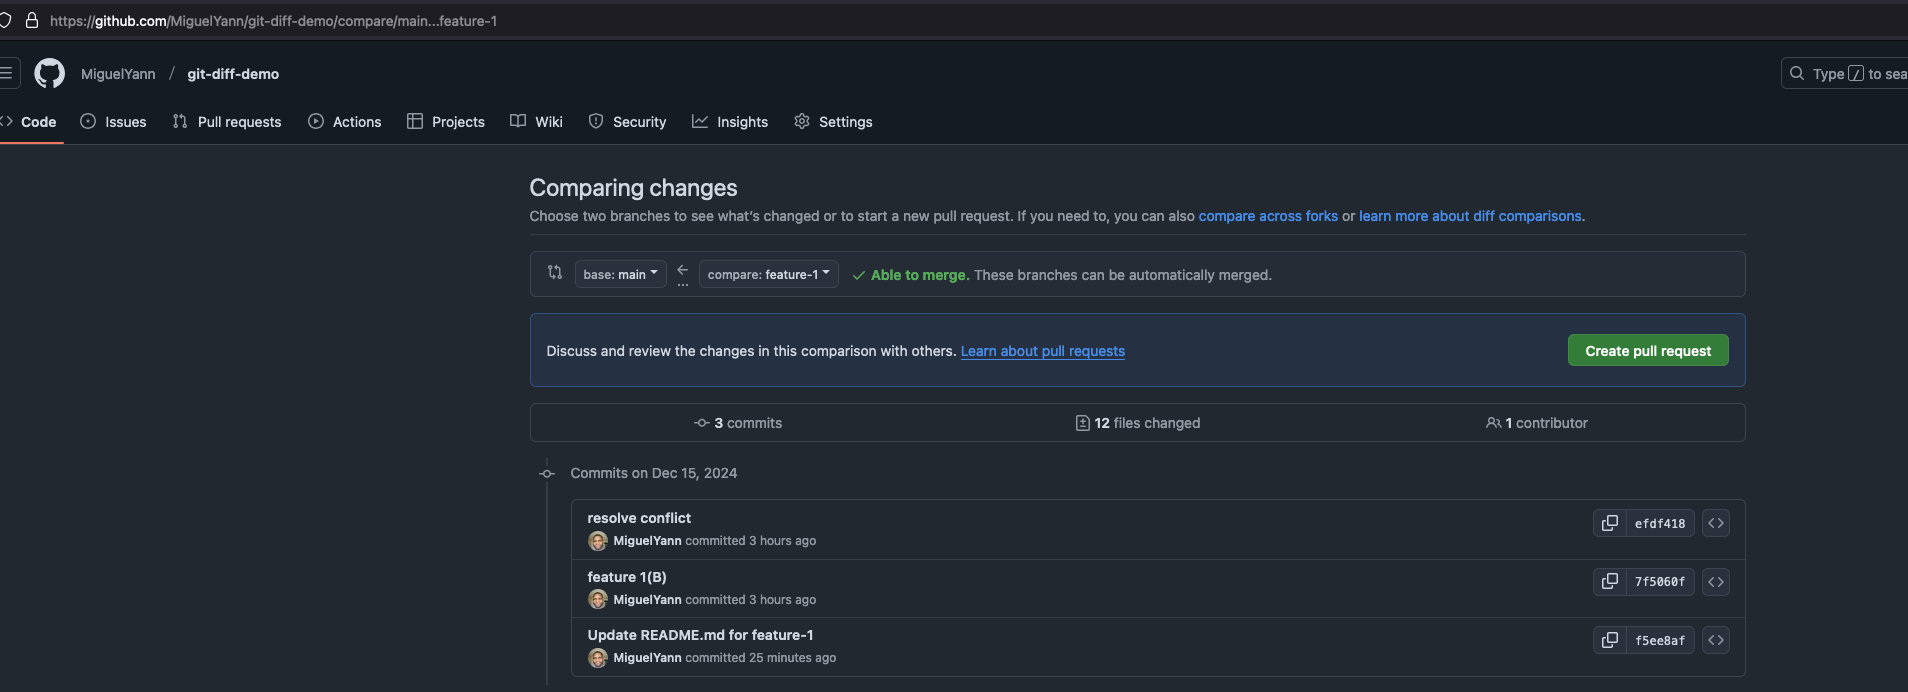 https://github.com/MiguelYann/git-diff-demo/compare/main...feature-1
MiguelYann / git-diff-demo
Type / to sea
Code Issues Pull requests Actions Projects Wiki Security Insights Settings
Comparing changes
Choose two branches to see what’s changed or to start a new pull request. If you need to, you can also compare across forks or learn more about diff comparisons.
base: main ... compare: feature-1 Able to merge. These branches can be automatically merged.
Discuss and review the changes in this comparison with others. Learn about pull requests
Create pull request
3 commits 12 files changed 1 contributor
Commits on Dec 15, 2024
resolve conflict
MiguelYann committed 3 hours ago
efdf418
feature 1(B)
MiguelYann committed 3 hours ago
7f5060f
Update README.md for feature-1
MiguelYann committed 25 minutes ago
f5ee8af